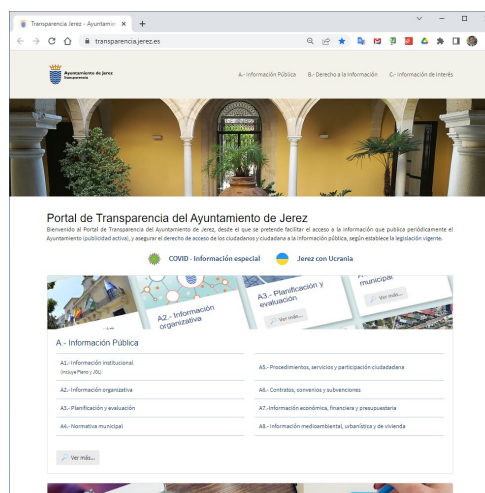 Transparencia Jerez - Ayuntamie
transparencia.jerez.es
Ayuntamiento de Jerez
Transparencia
A.- Información Pública
B.- Derecho a la Información
C.- Información de Interés
Portal de Transparencia del Ayuntamiento de Jerez
Bienvenido al Portal de Transparencia del Ayuntamiento de Jerez, desde el que se pretende facilitar el acceso a la información que publica periódicamente el
Ayuntamiento (publicidad activa), y asegurar el derecho de acceso de los ciudadanos y ciudadana a la información pública, según establece la legislación vigente.
COVID - Información especial
Jerez con Ucrania
A2.- Información
organizativa
A3.- Planificación y
evaluación
Ver más...
municipal
Ver más...
A.- Información Pública
A1.- Información institucional
(Incluye Pleno y JGL)
A2.- Información organizativa
A3.- Planificación y evaluación
A4.- Normativa municipal
A5.- Procedimientos, servicios y participación ciudadadana
A6.- Contratos, convenios y subvenciones
A7.-Información económica, financiera y presupuestaria
A8.- Información medioambiental, urbanística y de vivienda
Ver más...